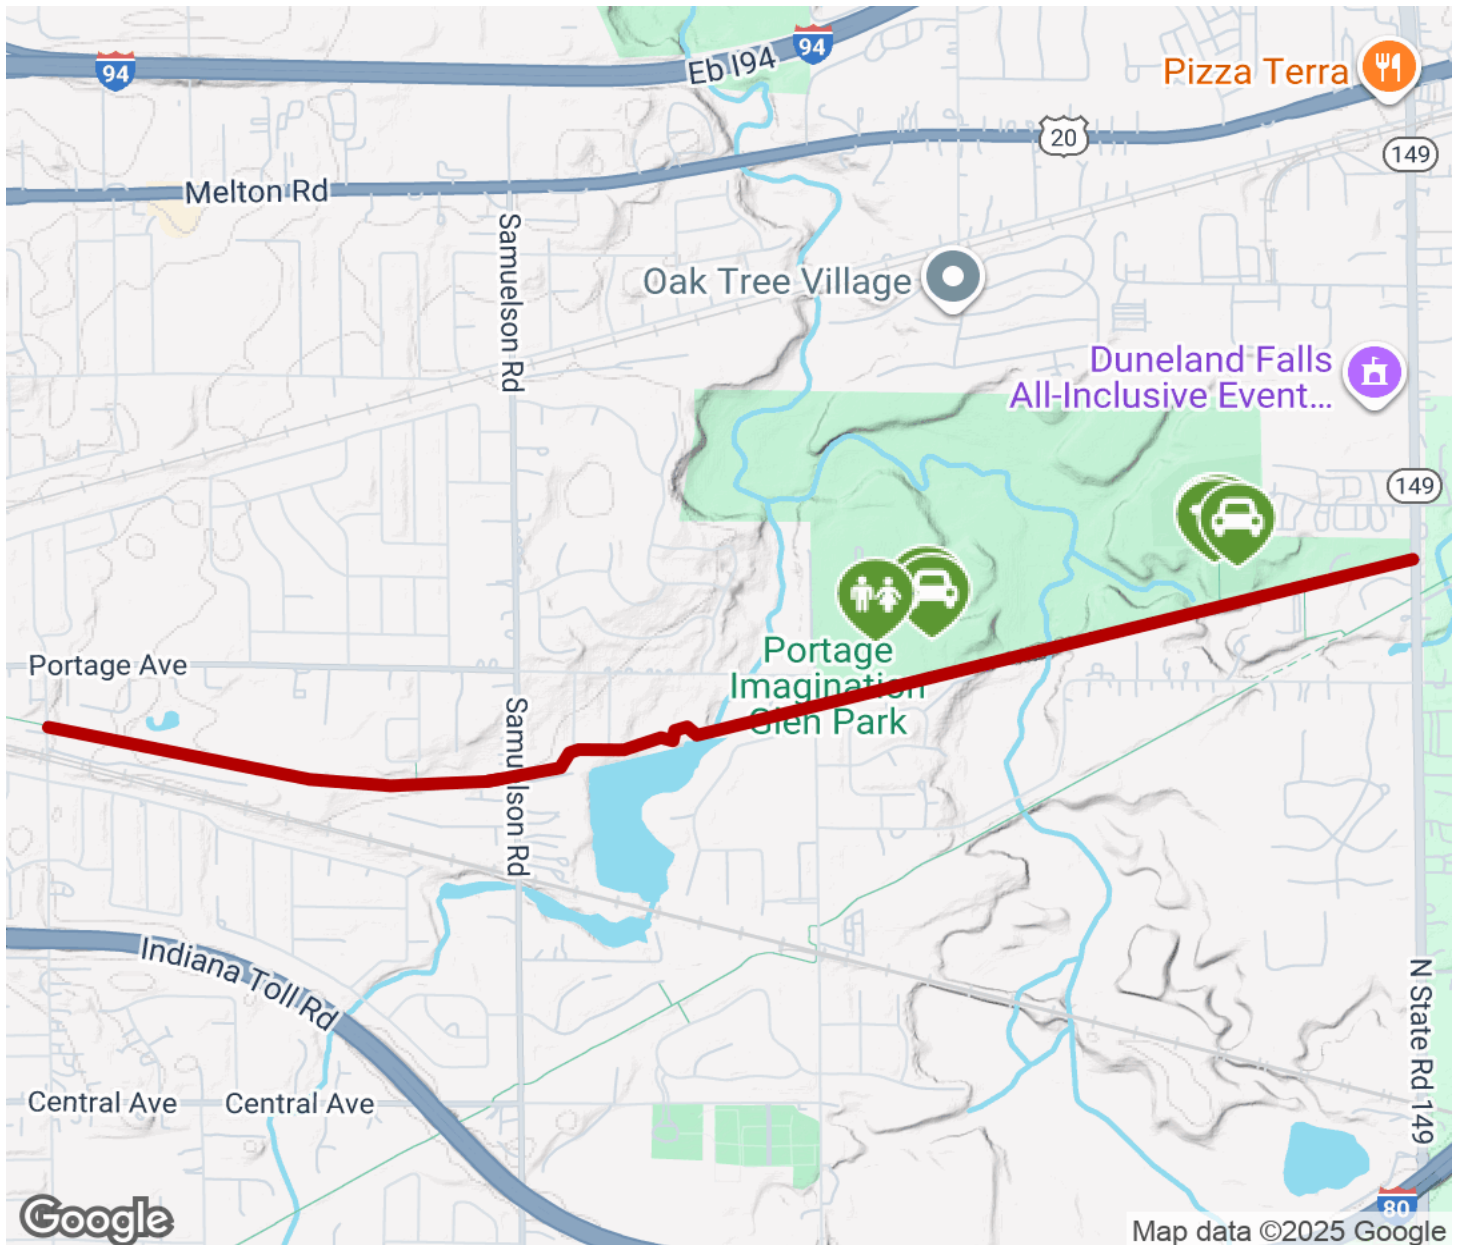 94
94
Eb I94
Pizza Terra
20
149
Melton Rd
Samuelson Rd
Oak Tree Village
Duneland Falls
All-Inclusive Event...
149
Portage Ave
Portage
Imagination
Glen Park
Samuelson Rd
Indiana Toll Rd
N State Rd 149
Central Ave
Central Ave
80
Google
Map data ©2025 Google